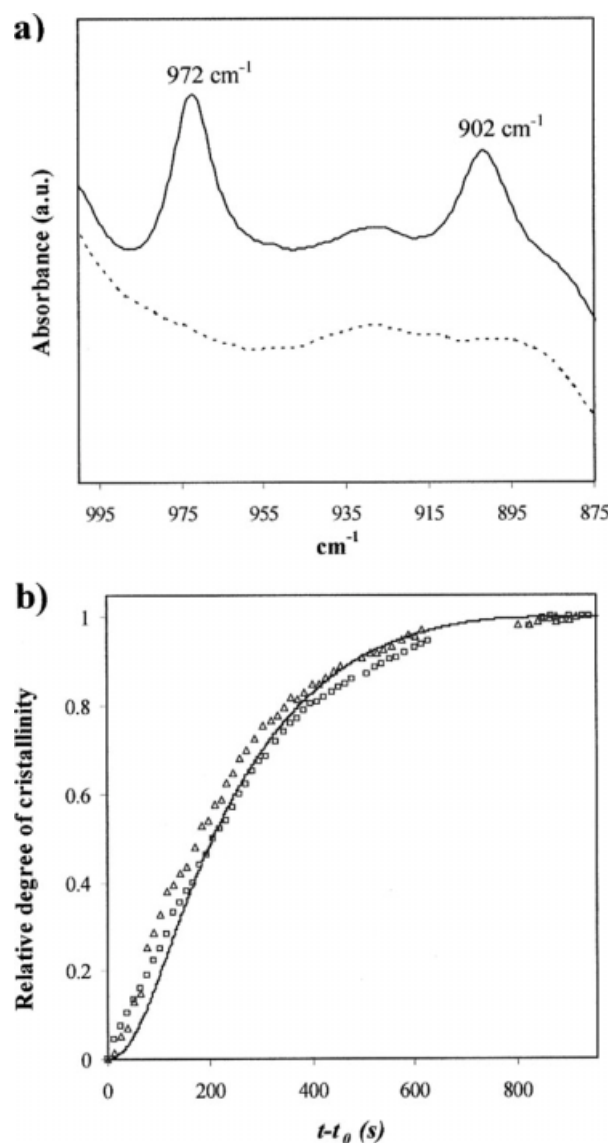 a)
972 cm⁻¹
902 cm⁻¹
Absorbance (a.u.)
995 975 955 935 915 895 875
cm⁻¹
b)
1
0.8
0.6
0.4
0.2
0
Relative degree of cristallinity
0 200 400 600 800
t-t₀ (s)